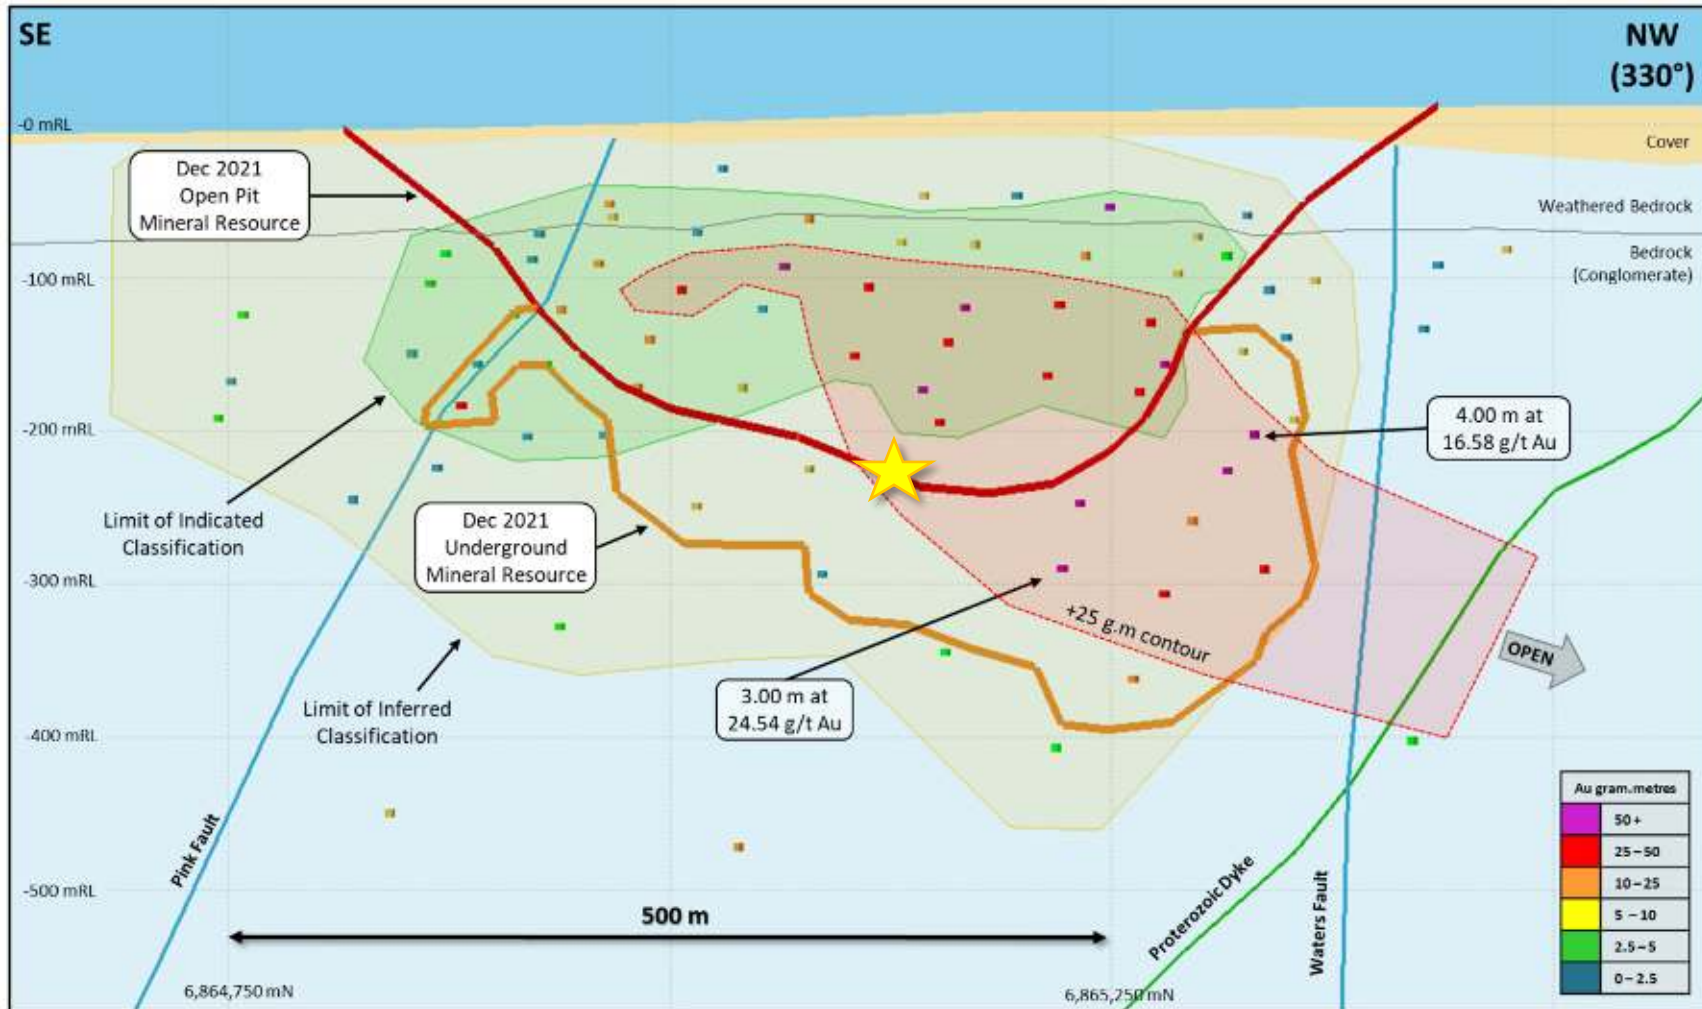 SE
NW
(330°)
-0 mRL
Cover
Dec 2021
Open Pit
Mineral Resource
Weathered Bedrock
Bedrock
(Conglomerate)
-100 mRL
-200 mRL
4.00 m at
16.58 g/t Au
Limit of Indicated
Classification
Dec 2021
Underground
Mineral Resource
-300 mRL
+25 g.m contour
OPEN
3.00 m at
24.54 g/t Au
Limit of Inferred
Classification
-400 mRL
Pink Fault
-500 mRL
500 m
Proterozoic Dyke
Waters Fault
Au gram.metres
50 +
25 – 50
10 – 25
5 – 10
2.5 – 5
0 – 2.5
6,864,750 mN
6,865,250 mN